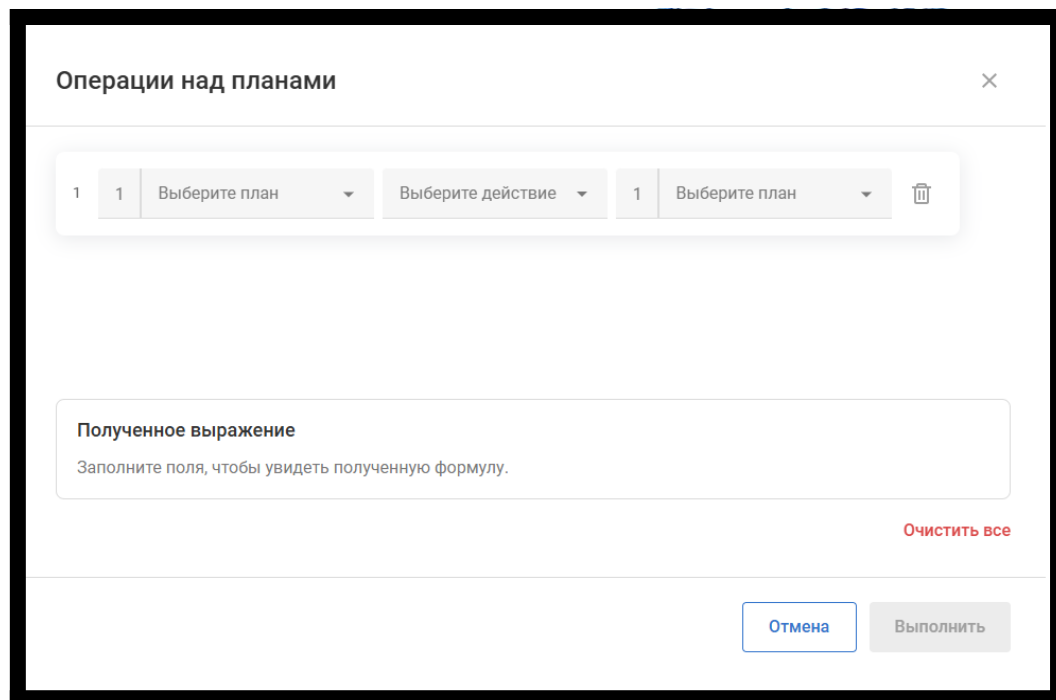 Операции над планами
1 1 Выберите план Выберите действие 1 Выберите план
Полученное выражение
Заполните поля, чтобы увидеть полученную формулу.
Очистить все
Отмена Выполнить